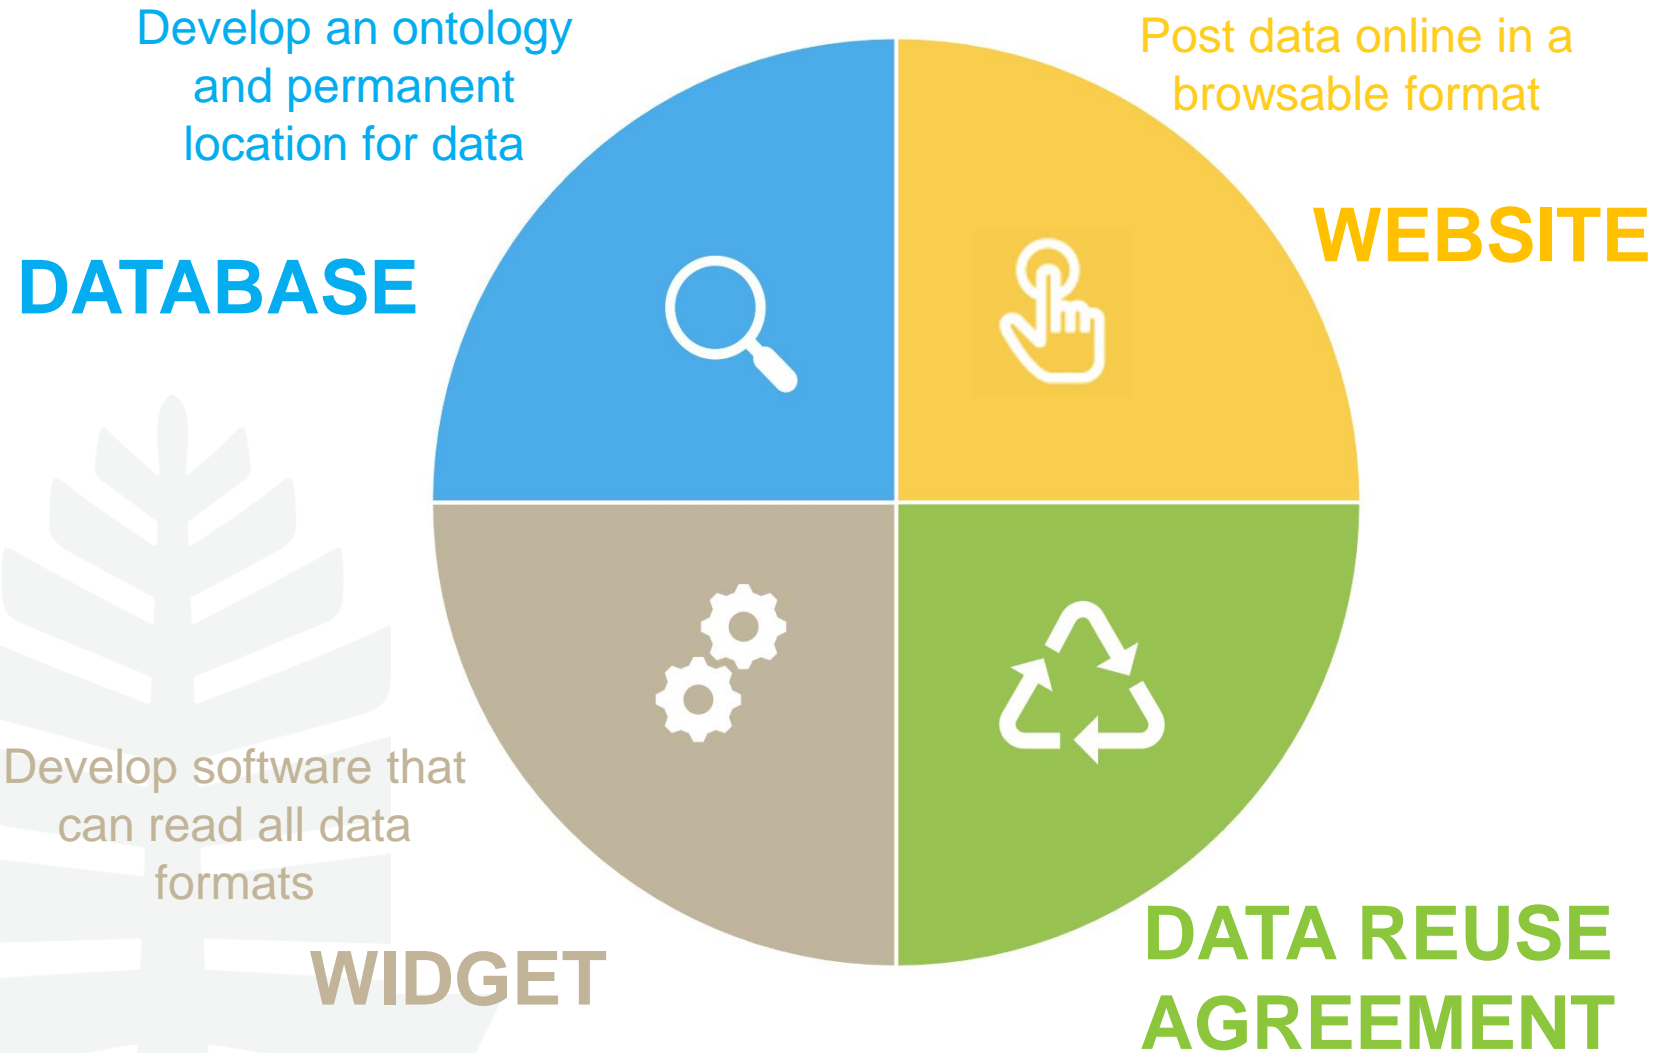 Develop an ontology
and permanent
location for data
DATABASE
Post data online in a
browsable format
WEBSITE
Develop software that
can read all data
formats
WIDGET
DATA REUSE
AGREEMENT